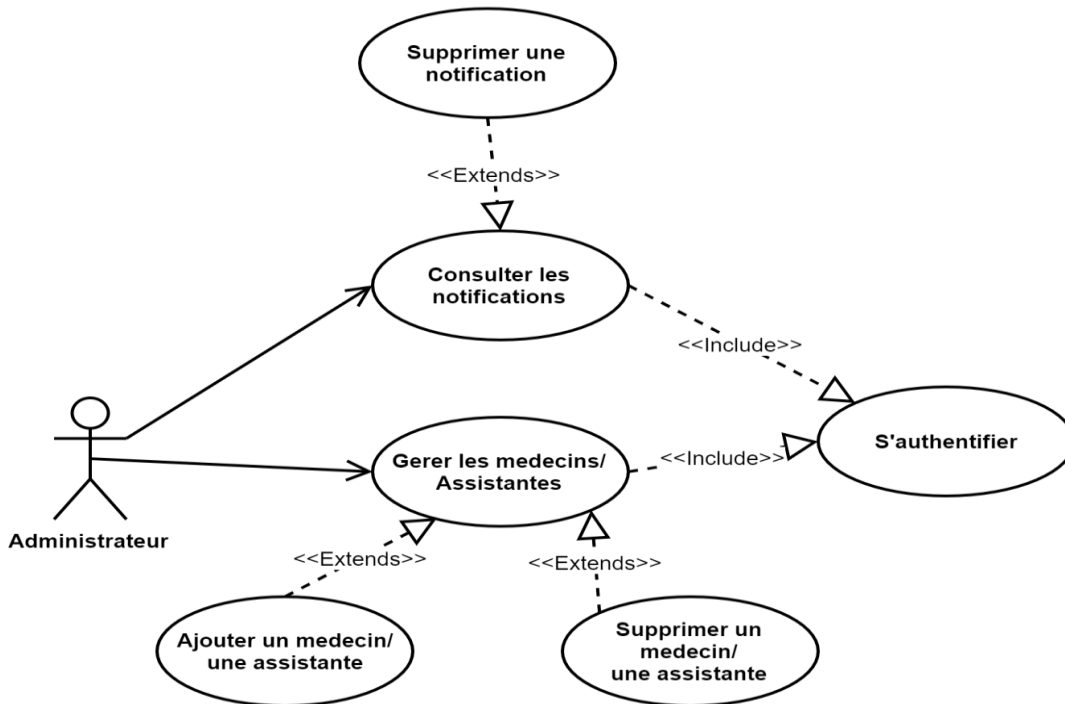 Supprimer une
notification
<<Extends>>
Consulter les
notifications
<<Include>>
S'authentifier
Gerer les medecins/
Assistantes
<<Include>>
Administrateur
<<Extends>>
<<Extends>>
Ajouter un medecin/
une assistante
Supprimer un
medecin/
une assistante